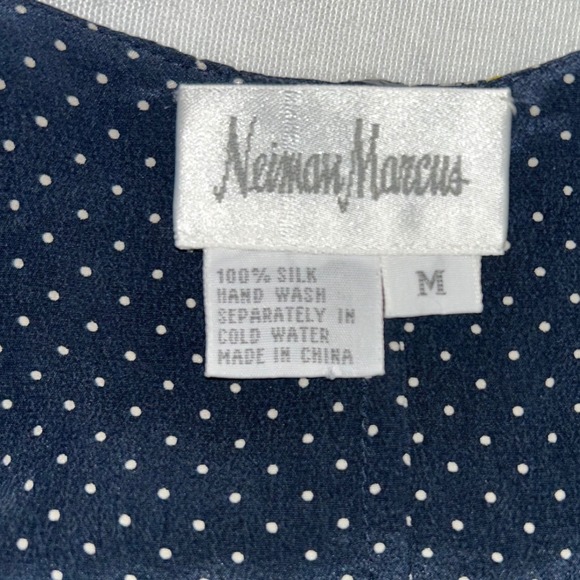 Neiman Marcus
100% SILK
HAND WASH
SEPARATELY IN
COLD WATER
MADE IN CHINA
M